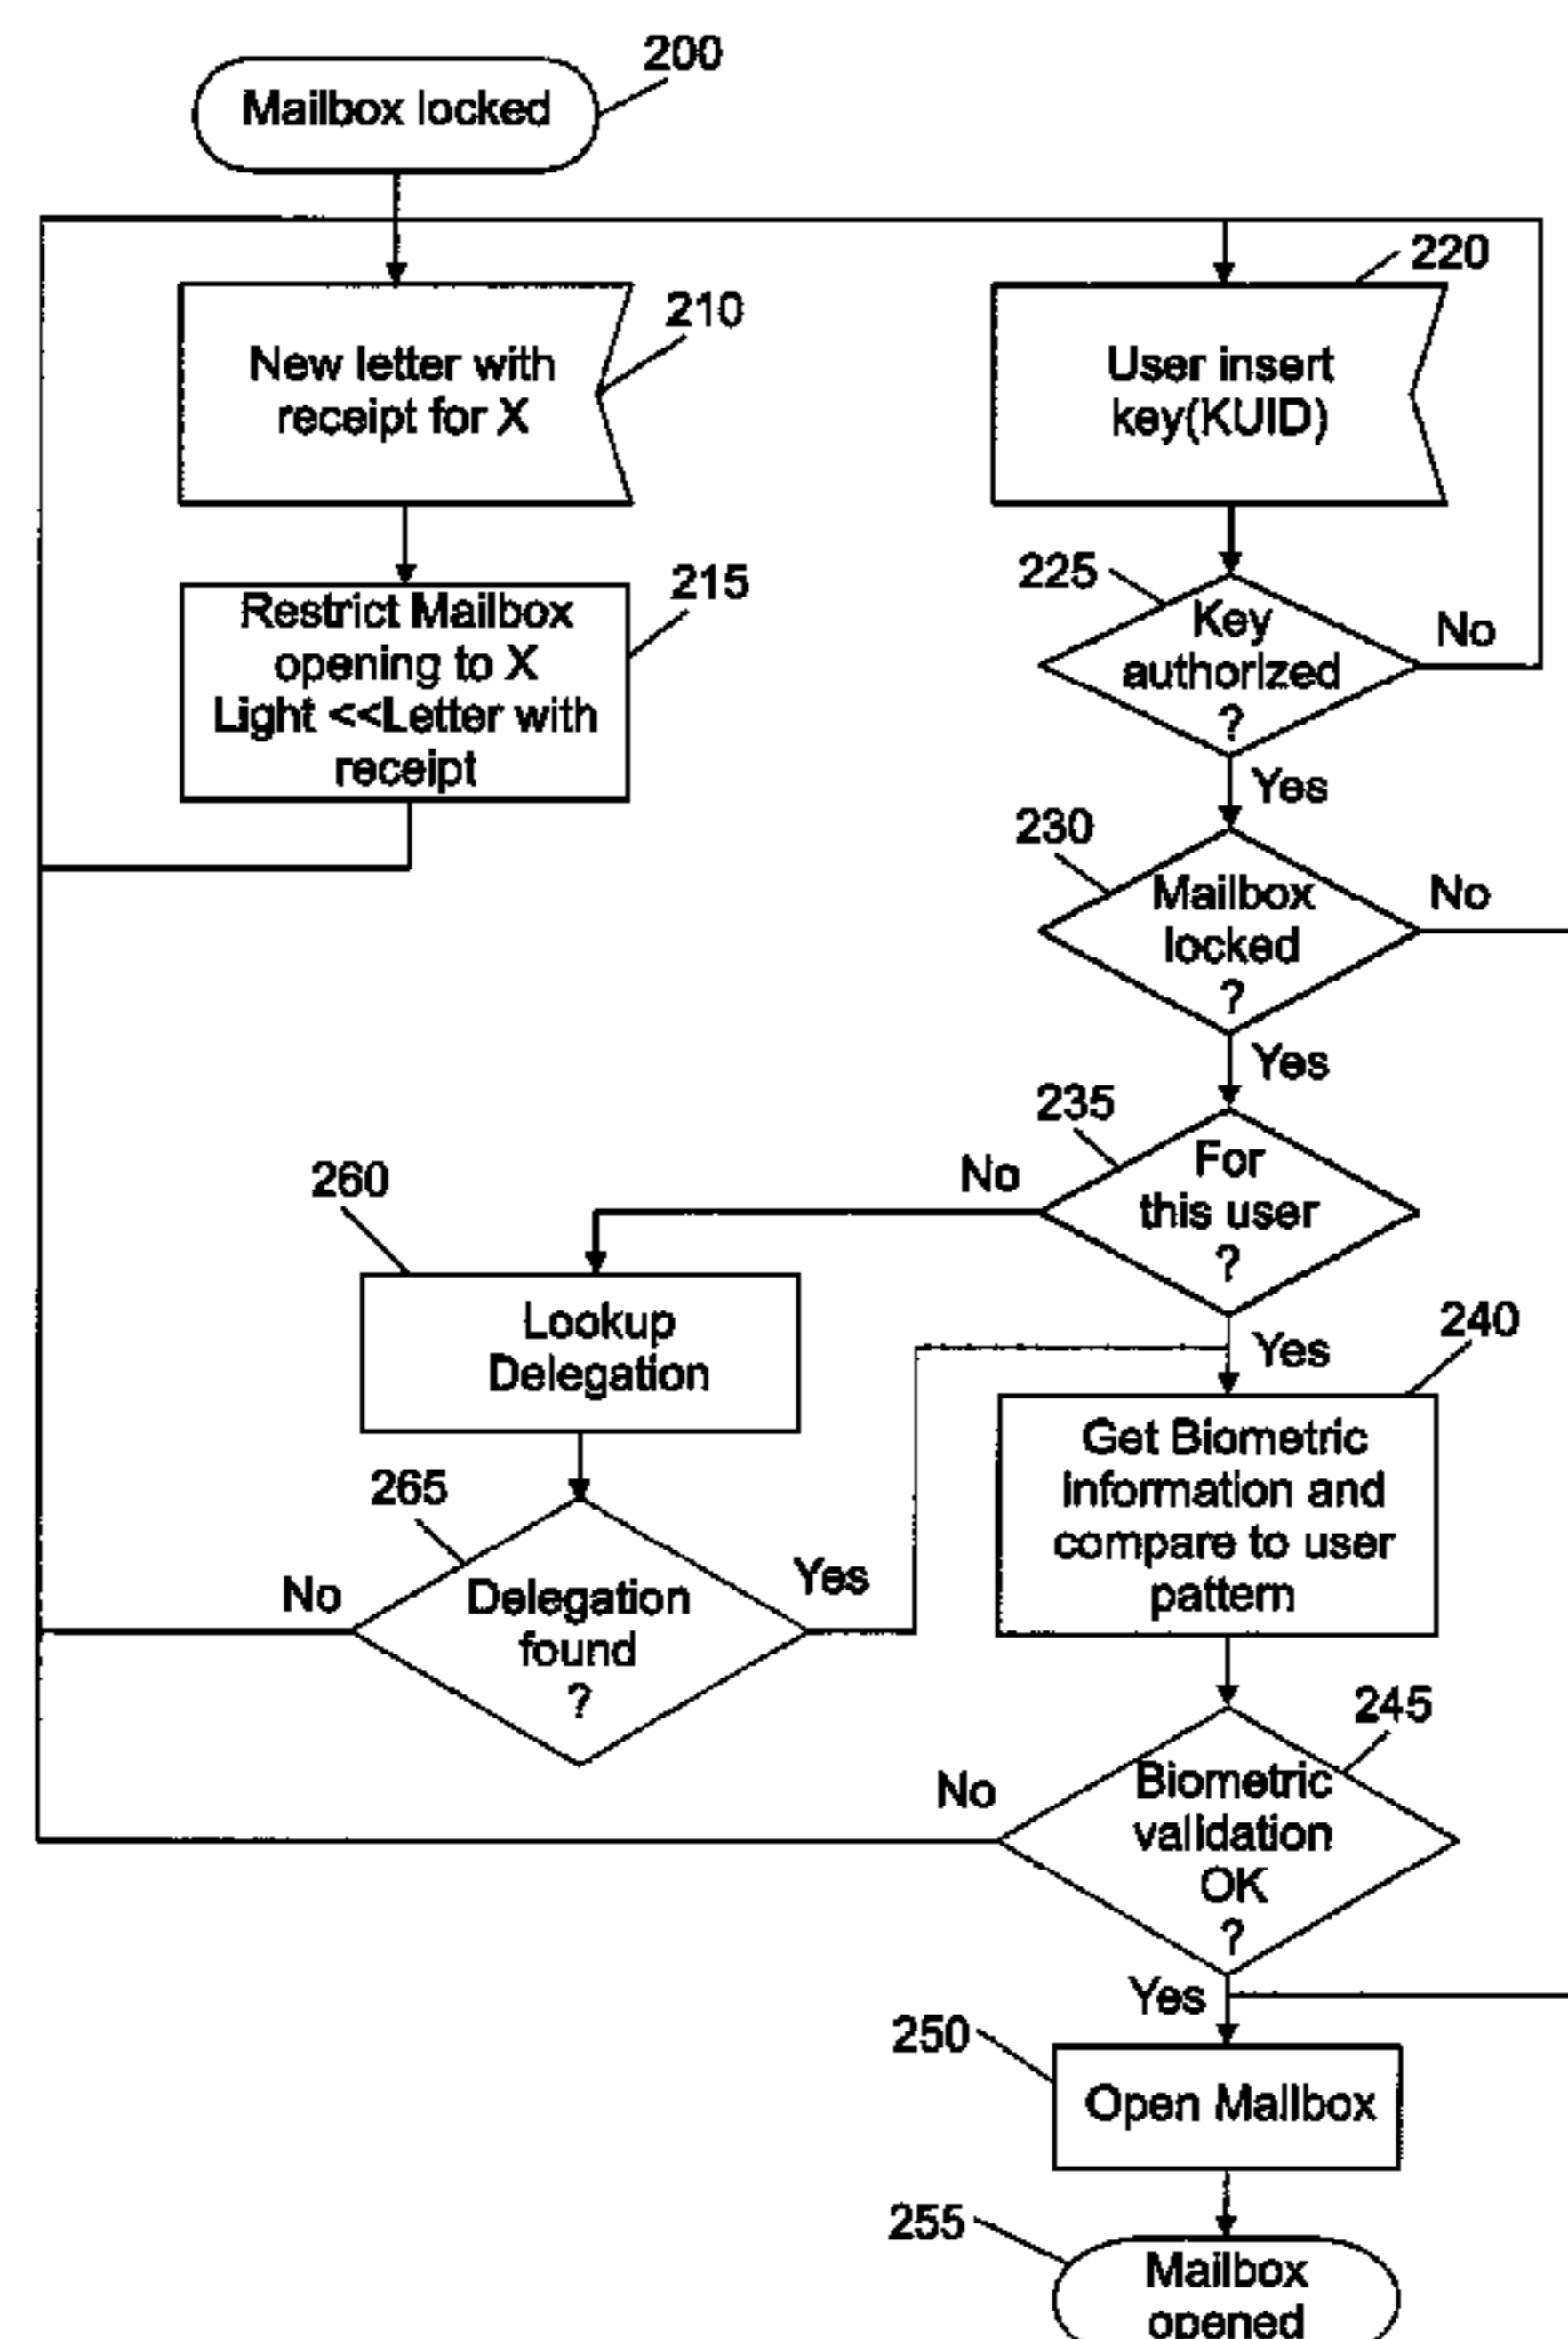 200
Mailbox locked
220
210
New letter with
receipt for X
User insert
key(KUID)
225
215
Key
authorized
?
No
Restrict Mailbox
opening to X
Light <<Letter with
receipt
Yes
230
Mailbox
locked
?
No
Yes
235
For
this user
?
No
260
Lookup
Delegation
Yes
240
Get Biometric
Information and
compare to user
pattern
265
Delegation
found
?
No
Yes
245
Biometric
validation
OK
?
No
Yes
250
Open Mailbox
255
Mailbox
opened